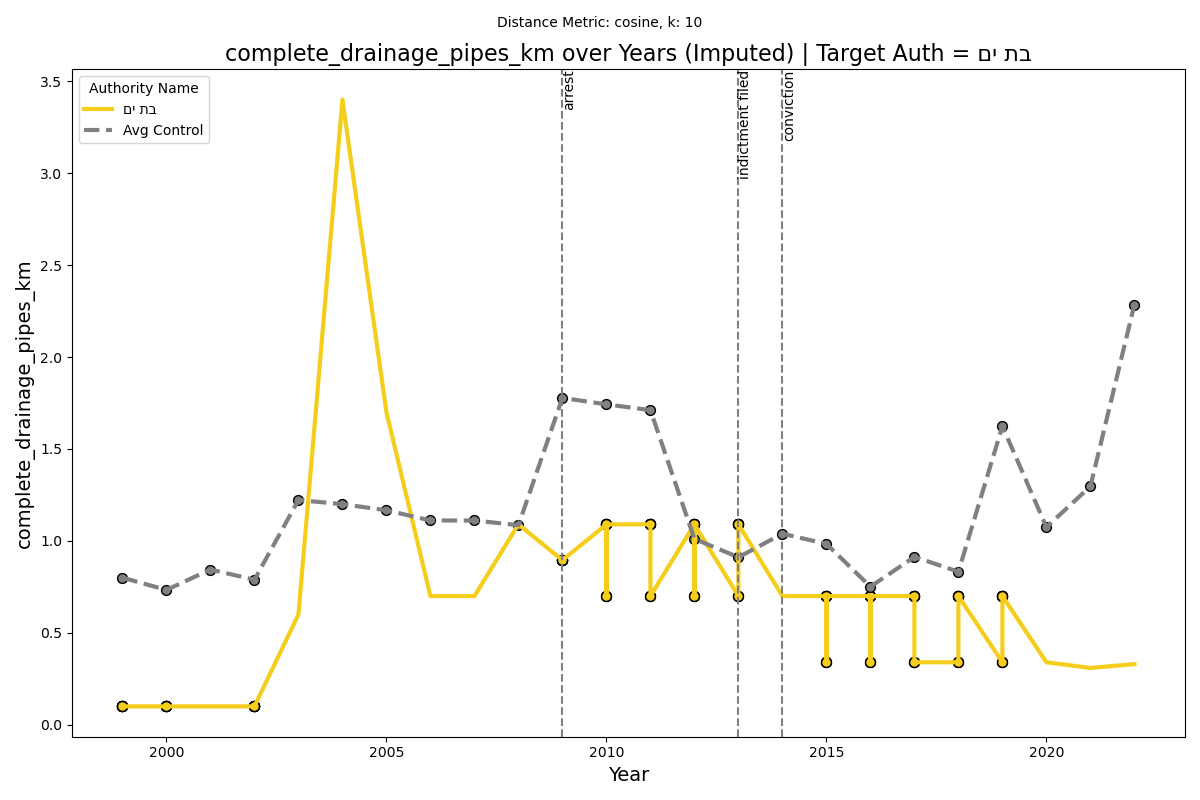 Distance Metric: cosine, k: 10
complete_drainage_pipes_km over Years (Imputed) | Target Auth = בת ים
Authority Name
בת ים
Avg Control
arrest
indictment filed
conviction
complete_drainage_pipes_km
3.5
3.0
2.5
2.0
1.5
1.0
0.5
0.0
2000 2005 2010 2015 2020
Year